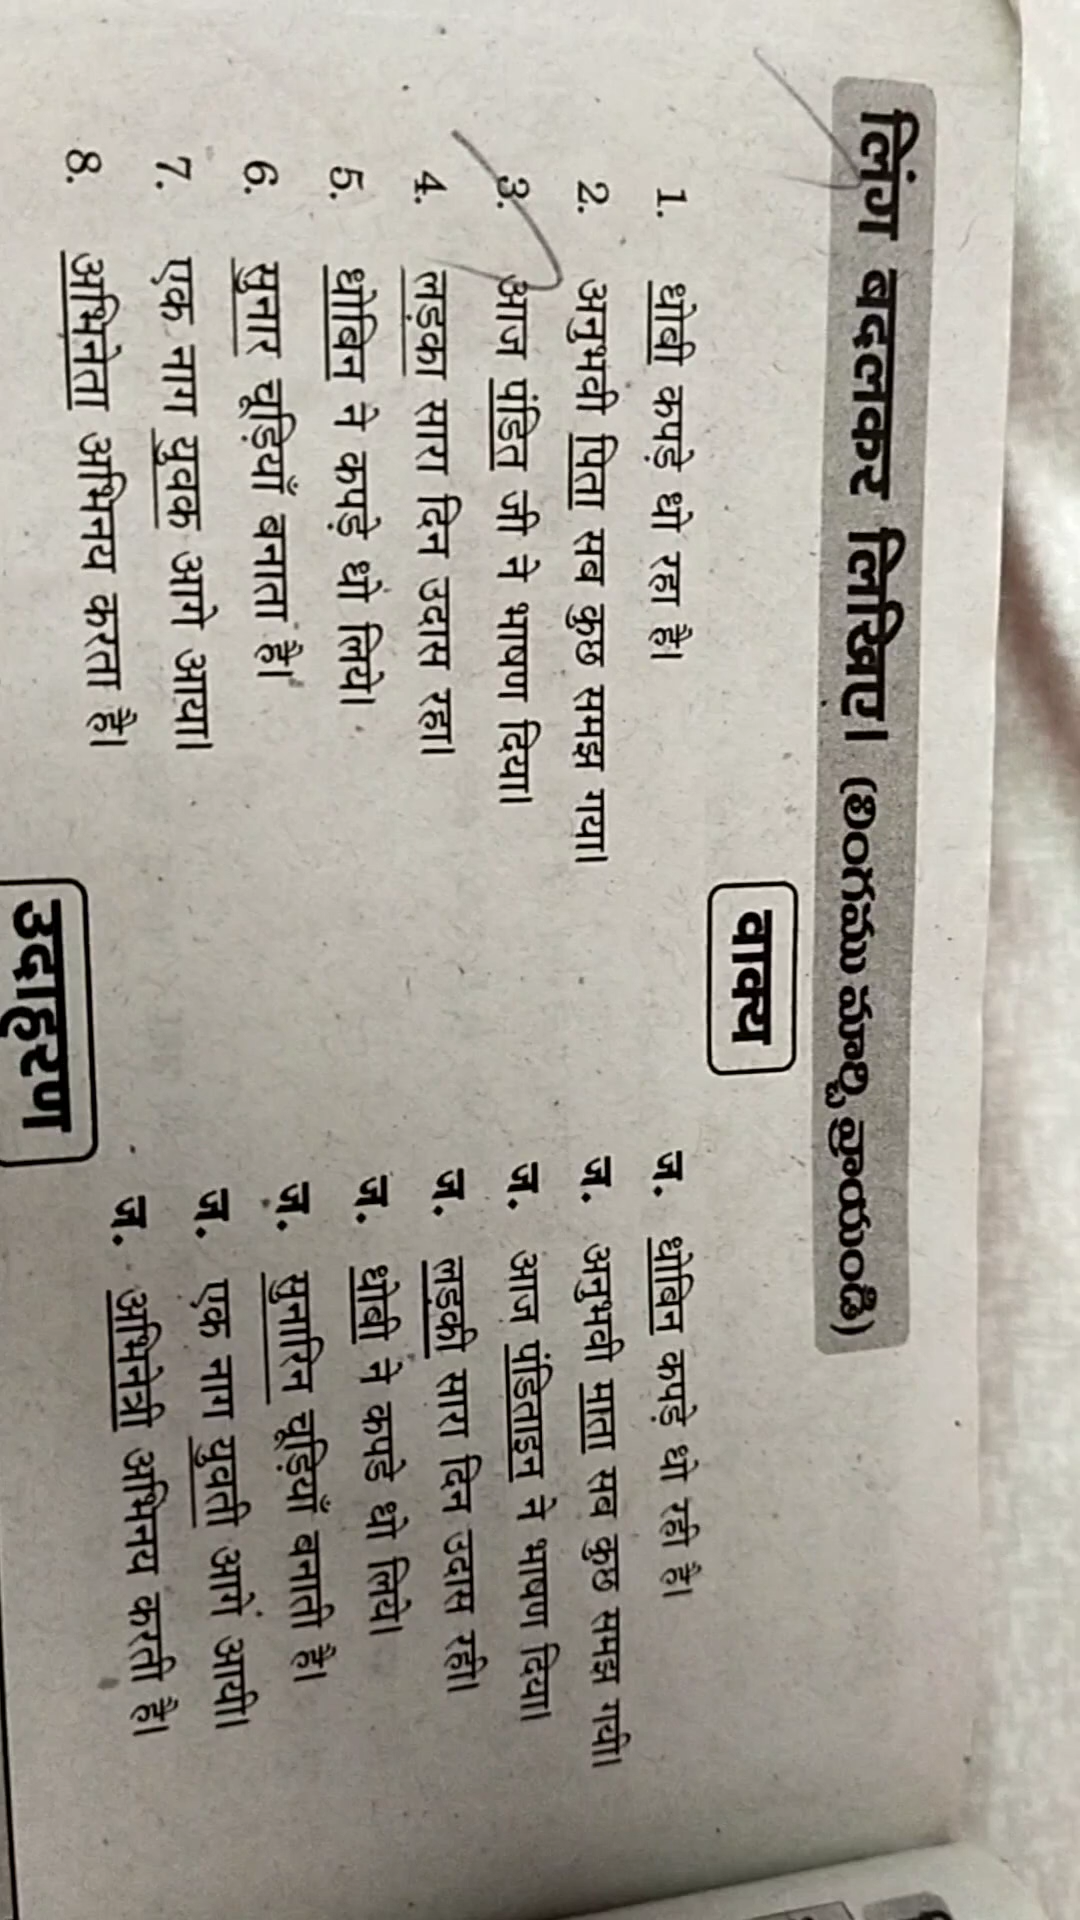 लिंग बदलकर लिखिए। (లింగము మార్చి వ్రాయండి)
वाक्य
1. धोबी कपड़े धो रहा है। ज. धोबिन कपड़े धो रही है।
2. अनुभवी पिता सब कुछ समझ गया। ज. अनुभवी माता सब कुछ समझ गयी।
3. आज पंडित जी ने भाषण दिया। ज. आज पंडिताइन ने भाषण दिया।
4. लड़का सारा दिन उदास रहा। ज. लड़की सारा दिन उदास रही।
5. धोबिन ने कपड़े धो लिये। ज. धोबी ने कपडे धो लिये।
6. सुनार चूड़ियाँ बनाता है। ज. सुनारिन चूड़ियाँ बनाती है।
7. एक नाग युवक आगे आया। ज. एक नाग युवती आगे आयी।
8. अभिनेता अभिनय करता है। ज. अभिनेत्री अभिनय करती है।
उदाहरण